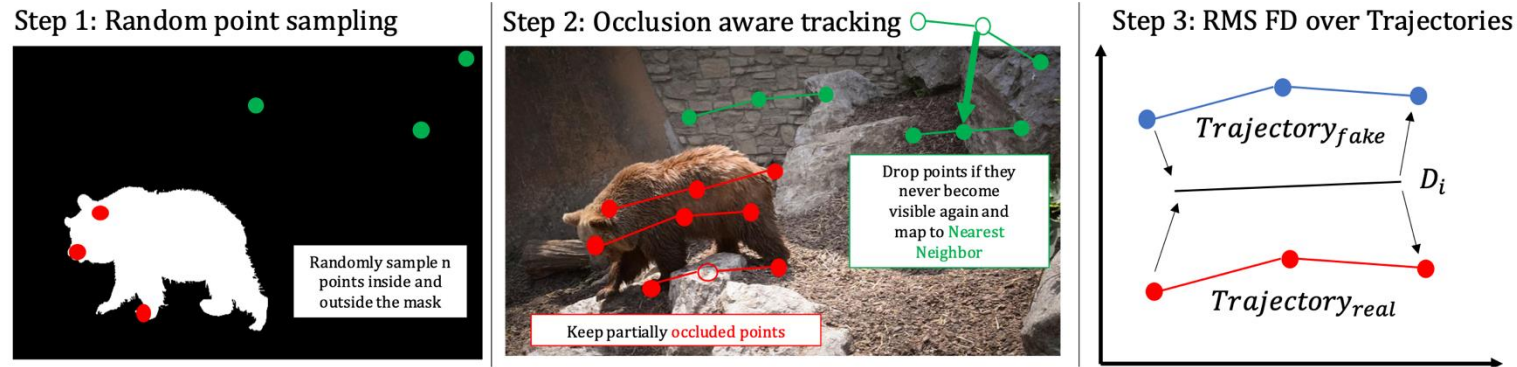 Step 1: Random point sampling
Randomly sample n
points inside and
outside the mask
Step 2: Occlusion aware tracking
Drop points if they
never become
visible again and
map to Nearest
Neighbor
Keep partially occluded points
Step 3: RMS FD over Trajectories
Trajectory_fake
D_i
Trajectory_real